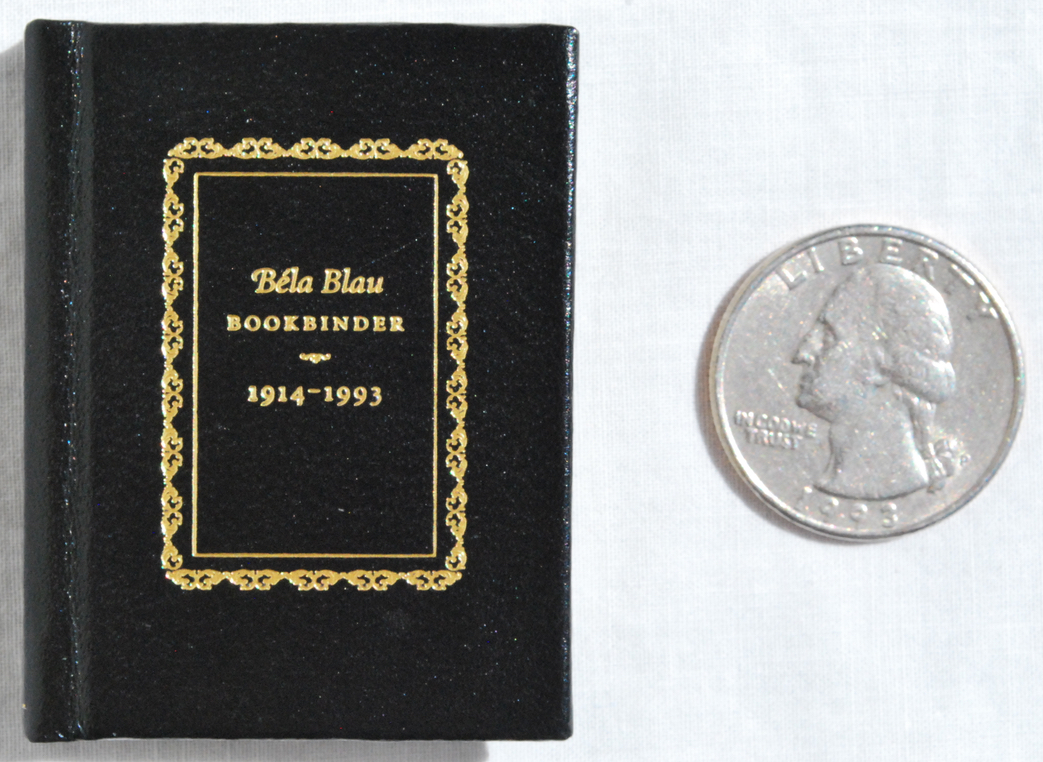 Béla Blau
BOOKBINDER
1914–1993
LIBERTY
IN GOD WE
TRUST
1993